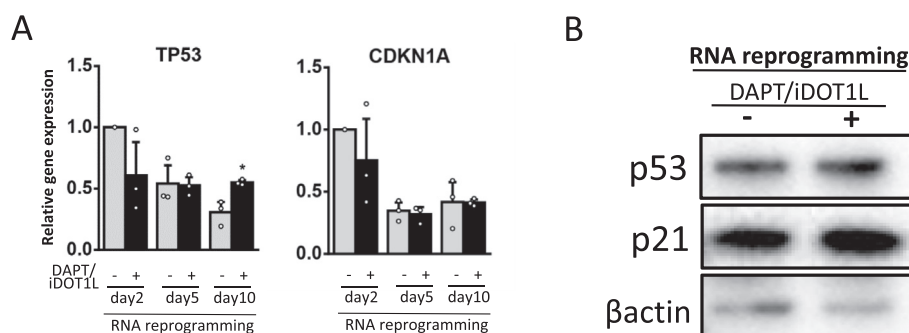 A
TP53
CDKN1A
Relative gene expression
1.5
1.0
0.5
0.0
*
1.5
1.0
0.5
0.0
DAPT/
iDOT1L
- + - + - +
day2 day5 day10
RNA reprogramming
- + - + - +
day2 day5 day10
RNA reprogramming
B
RNA reprogramming
DAPT/iDOT1L
- +
p53
p21
βactin